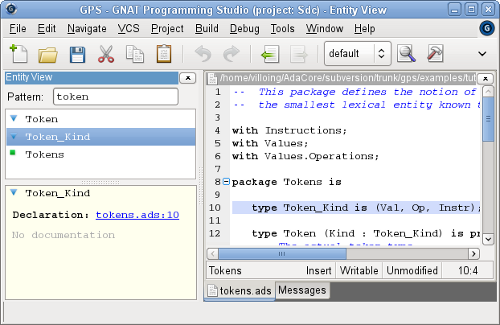 GPS - GNAT Programming Studio (project: Sdc) - Entity View
File Edit Navigate VCS Project Build Debug Tools Window Help
default
Entity View
Pattern: token
Token
Token_Kind
Tokens
Token_Kind
Declaration: tokens.ads:10
No documentation
/home/villoing/AdaCore/subversion/trunk/gps/examples/tut
1 -- This package defines the notion of
2 -- the smallest lexical entity known t
3
4 with Instructions;
5 with Values;
6 with Values.Operations;
7
8 package Tokens is
9
10 type Token_Kind is (Val, Op, Instr);
11
12 type Token (Kind : Token_Kind) is pr
Tokens Insert Writable Unmodified 10:4
tokens.ads Messages